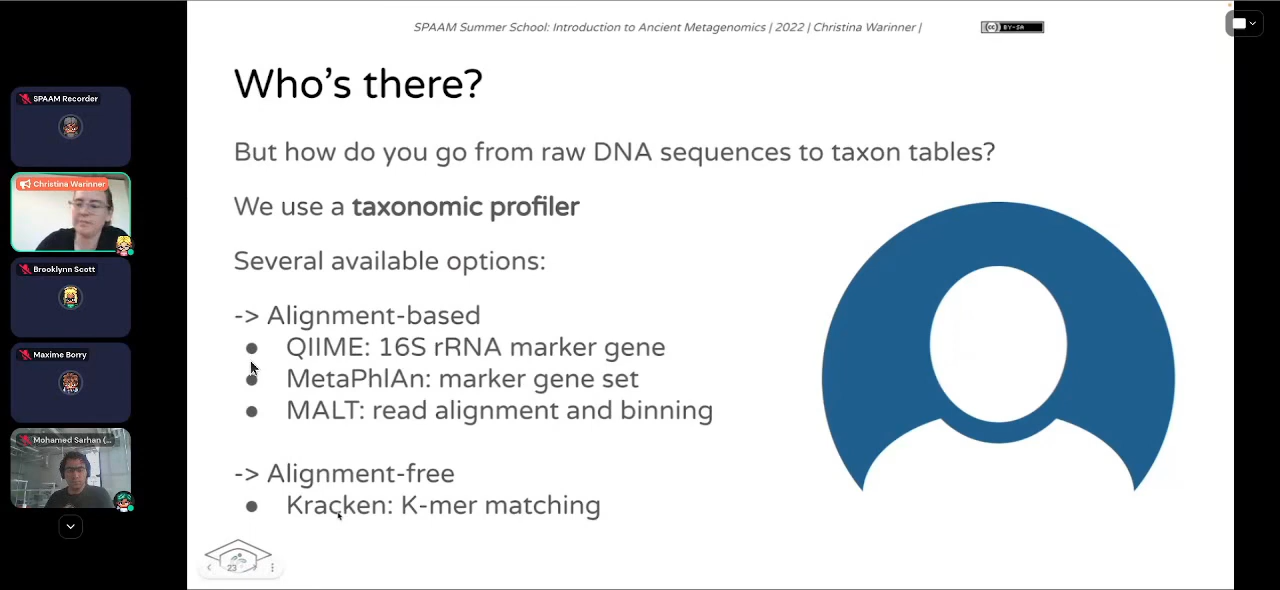 SPAAM Summer School: Introduction to Ancient Metagenomics | 2022 | Christina Warinner |
CC BY-SA
Who's there?
But how do you go from raw DNA sequences to taxon tables?
We use a taxonomic profiler
Several available options:
-> Alignment-based
● QIIME: 16S rRNA marker gene
● MetaPhlAn: marker gene set
● MALT: read alignment and binning
-> Alignment-free
● Kracken: K-mer matching
23
SPAAM Recorder
Christina Warinner
Brooklynn Scott
Maxime Borry
Mohamed Sarhan (...